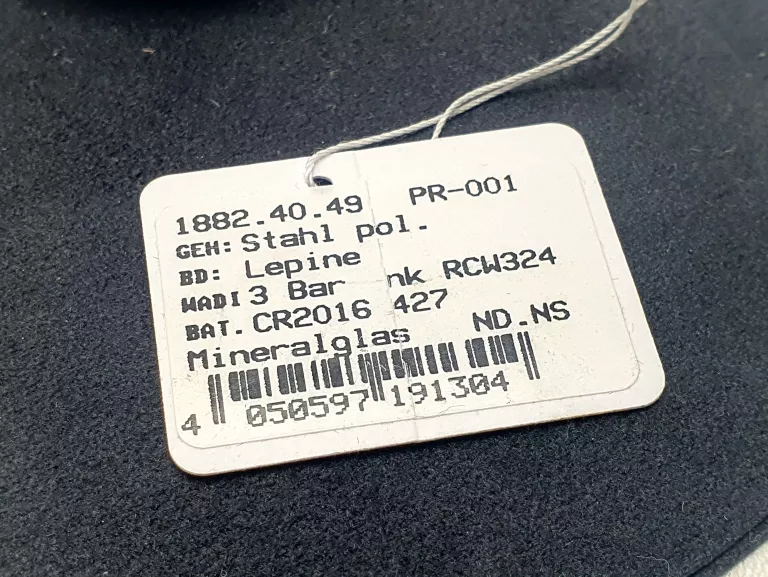 1882.40.49 PR-001
GEH: Stahl pol.
BD: Lepine
WADI 3 Bar nk RCW324
BAT. CR2016 427
Mineralglas ND.NS
4 050597 191304